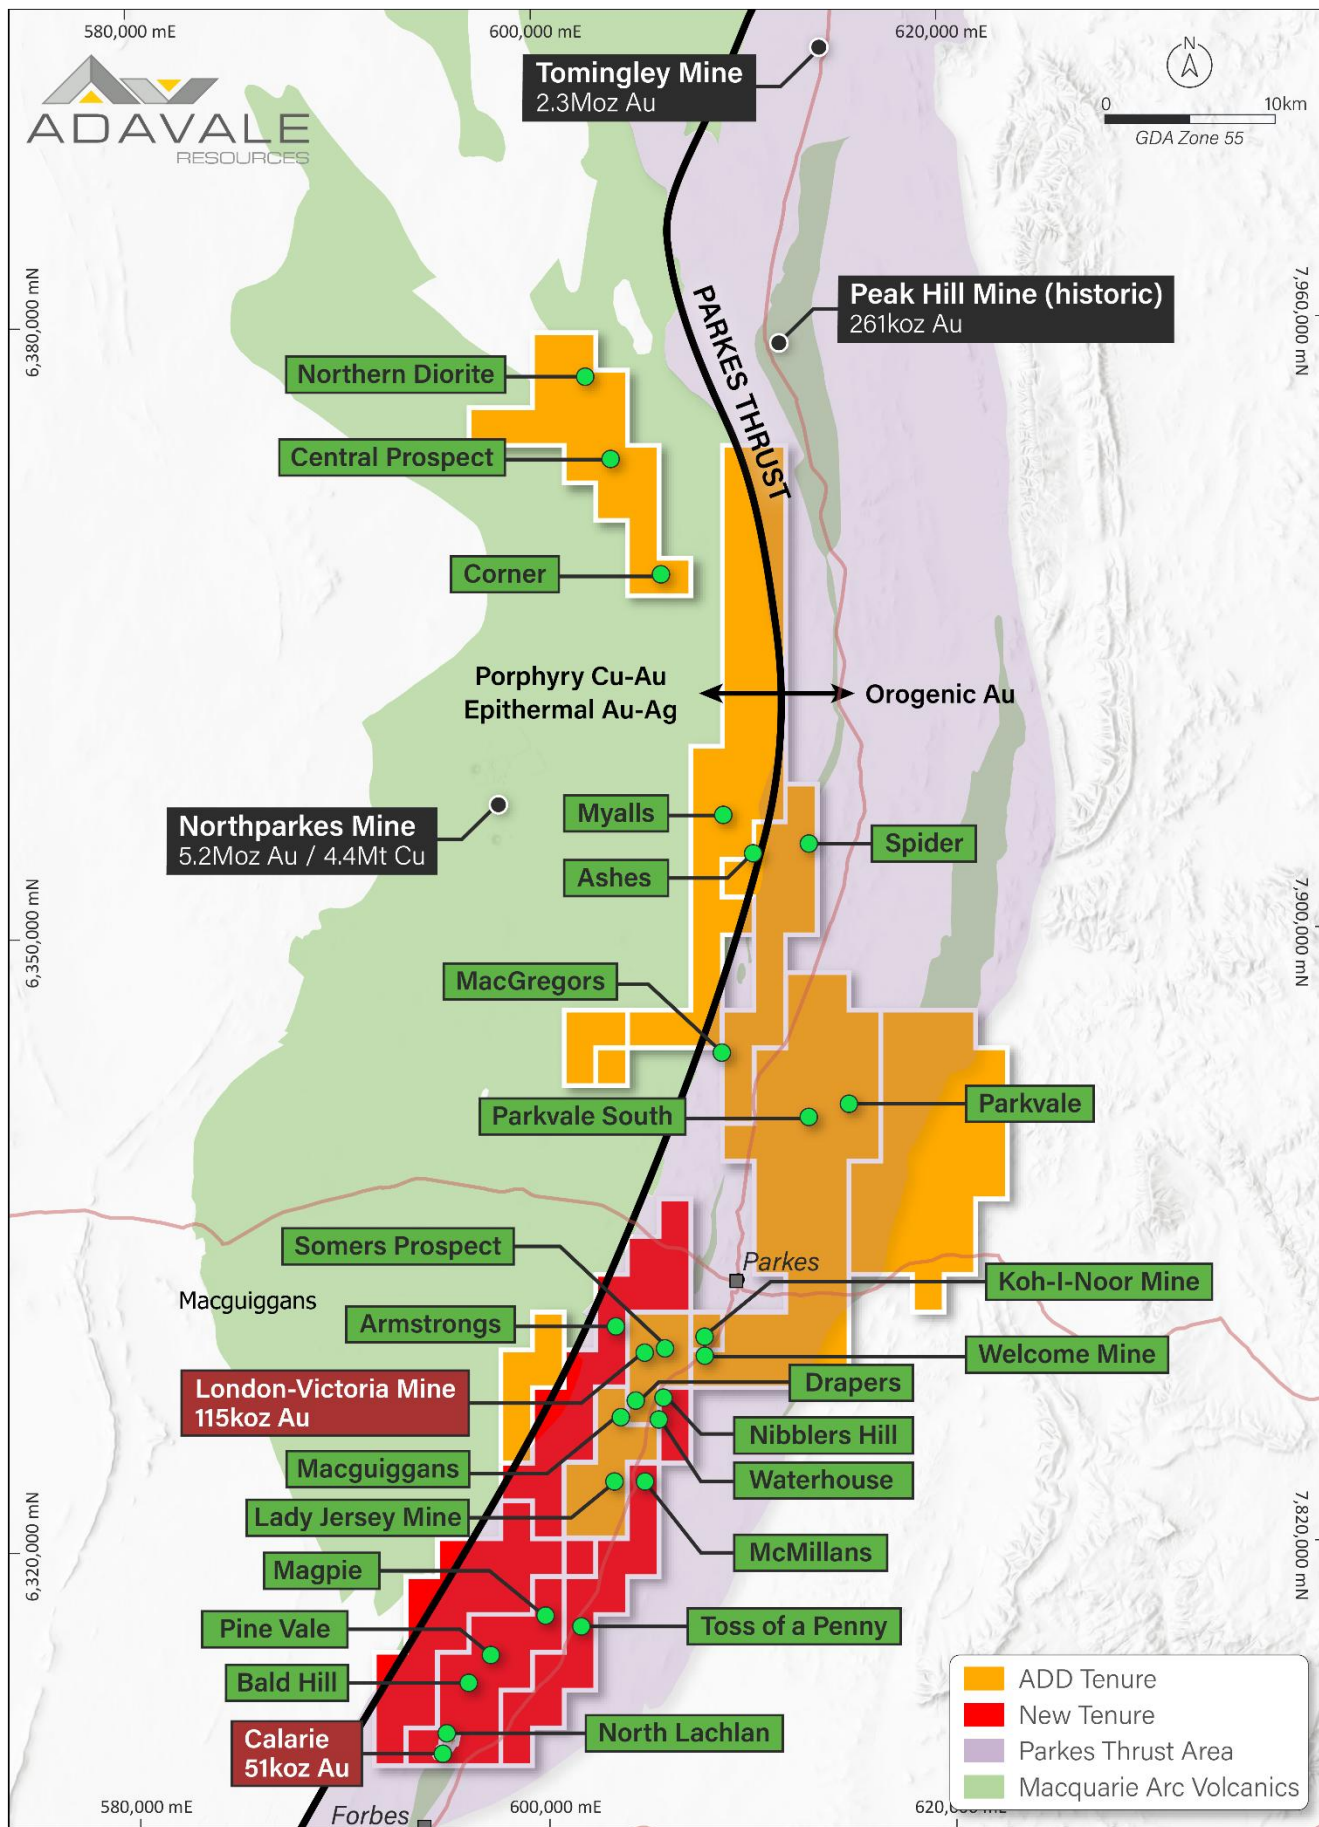 580,000 mE
600,000 mE
620,000 mE
ADAVALE
RESOURCES
Tomingley Mine
2.3Moz Au
N
0
10km
GDA Zone 55
6,380,000 mN
7,960,000 mN
Peak Hill Mine (historic)
261koz Au
PARKES THRUST
Northern Diorite
Central Prospect
Corner
Porphyry Cu-Au
Epithermal Au-Ag
Orogenic Au
Northparkes Mine
5.2Moz Au / 4.4Mt Cu
Myalls
Ashes
Spider
6,350,000 mN
7,900,000 mN
MacGregors
Parkvale South
Parkvale
Somers Prospect
Parkes
Koh-I-Noor Mine
Macguiggans
Armstrongs
Welcome Mine
London-Victoria Mine
115koz Au
Drapers
Nibblers Hill
Macguiggans
Waterhouse
Lady Jersey Mine
McMillans
6,320,000 mN
7,820,000 mN
Magpie
Pine Vale
Toss of a Penny
Bald Hill
North Lachlan
Calarie
51koz Au
ADD Tenure
New Tenure
Parkes Thrust Area
Macquarie Arc Volcanics
Forbes
580,000 mE
600,000 mE
620,000 mE